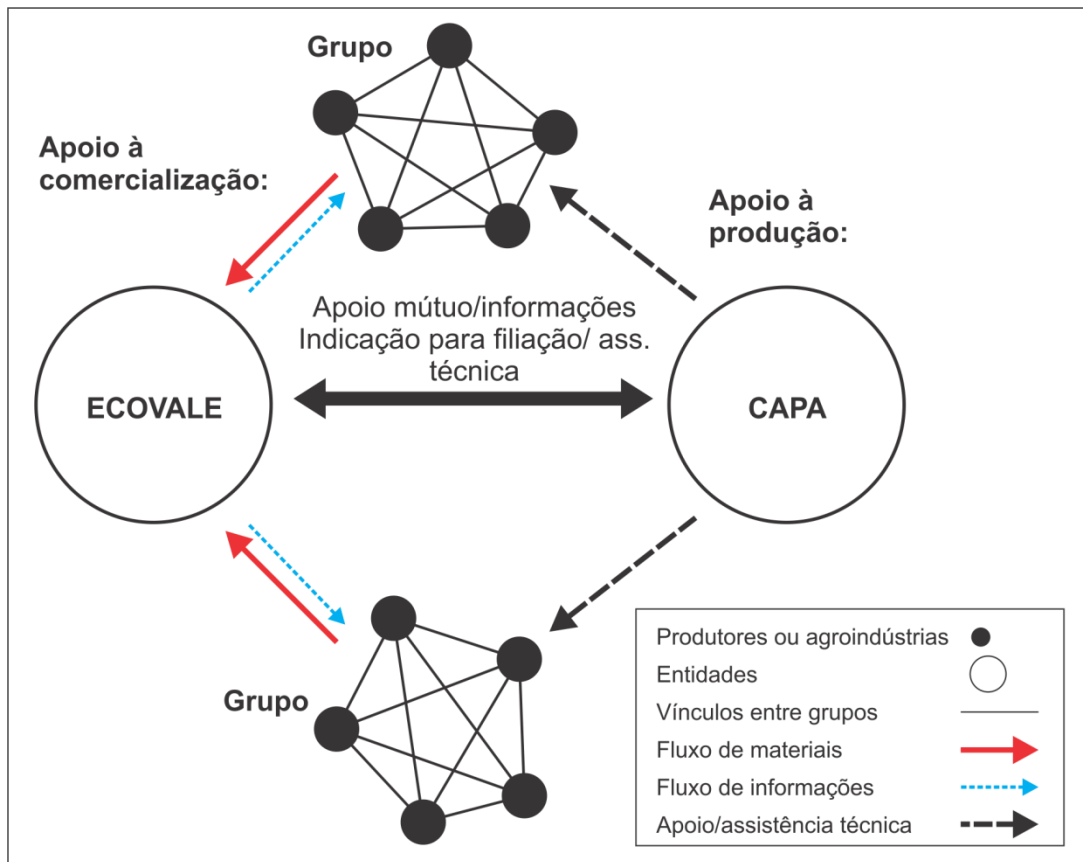 Grupo
Apoio à
comercialização:
Apoio à
produção:
Apoio mútuo/informações
Indicação para filiação/ ass.
técnica
ECOVALE
CAPA
Grupo
Produtores ou agroindústrias
Entidades
Vínculos entre grupos
Fluxo de materiais
Fluxo de informações
Apoio/assistência técnica